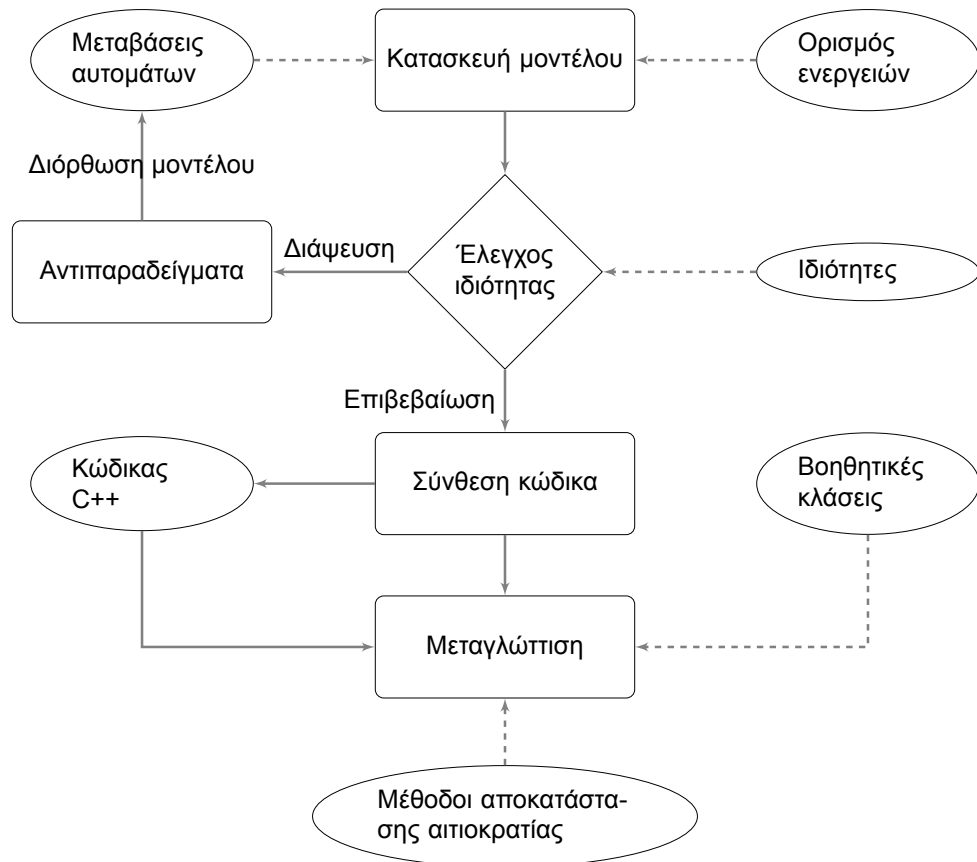 Μεταβάσεις
αυτομάτων
Κατασκευή μοντέλου
Ορισμός
ενεργειών
Διόρθωση μοντέλου
Αντιπαραδείγματα
Διάψευση
Έλεγχος
ιδιότητας
Ιδιότητες
Επιβεβαίωση
Κώδικας
C++
Σύνθεση κώδικα
Βοηθητικές
κλάσεις
Μεταγλώττιση
Μέθοδοι αποκατάστα-
σης αιτιοκρατίας